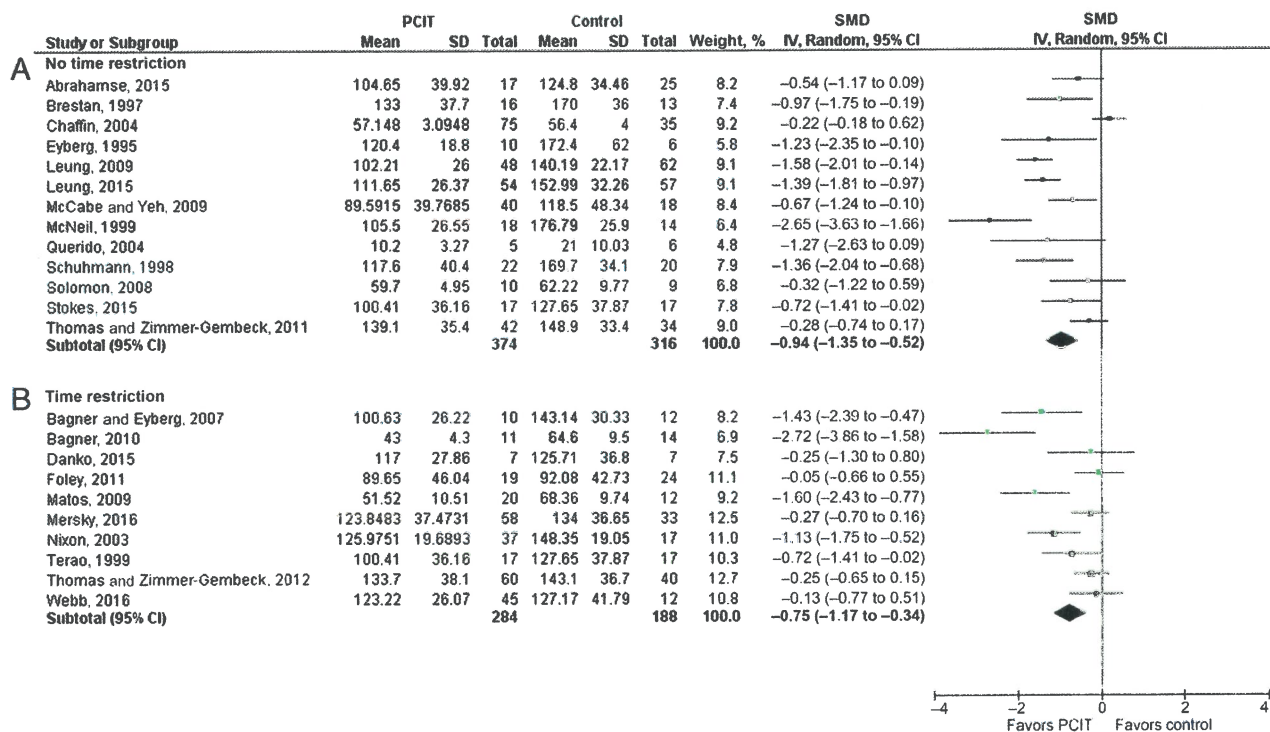 PCIT Control SMD SMD
Study or Subgroup Mean SD Total Mean SD Total Weight, % IV, Random, 95% CI IV, Random, 95% CI
A No time restriction
Abrahamse, 2015 104.65 39.92 17 124.8 34.46 25 8.2 −0.54 (−1.17 to 0.09)
Brestan, 1997 133 37.7 16 170 36 13 7.4 −0.97 (−1.75 to −0.19)
Chaffin, 2004 57.148 3.0948 75 56.4 4 35 9.2 −0.22 (−0.18 to 0.62)
Eyberg, 1995 120.4 18.8 10 172.4 62 6 5.8 −1.23 (−2.35 to −0.10)
Leung, 2009 102.21 26 48 140.19 22.17 62 9.1 −1.58 (−2.01 to −0.14)
Leung, 2015 111.65 26.37 54 152.99 32.26 57 9.1 −1.39 (−1.81 to −0.97)
McCabe and Yeh, 2009 89.5915 39.7685 40 118.5 48.34 18 8.4 −0.67 (−1.24 to −0.10)
McNeil, 1999 105.5 26.55 18 176.79 25.9 14 6.4 −2.65 (−3.63 to −1.66)
Querido, 2004 10.2 3.27 5 21 10.03 6 4.8 −1.27 (−2.63 to 0.09)
Schuhmann, 1998 117.6 40.4 22 169.7 34.1 20 7.9 −1.36 (−2.04 to −0.68)
Solomon, 2008 59.7 4.95 10 62.22 9.77 9 6.8 −0.32 (−1.22 to 0.59)
Stokes, 2015 100.41 36.16 17 127.65 37.87 17 7.8 −0.72 (−1.41 to −0.02)
Thomas and Zimmer-Gembeck, 2011 139.1 35.4 42 148.9 33.4 34 9.0 −0.28 (−0.74 to 0.17)
Subtotal (95% CI) 374 316 100.0 −0.94 (−1.35 to −0.52)
B Time restriction
Bagner and Eyberg, 2007 100.63 26.22 10 143.14 30.33 12 8.2 −1.43 (−2.39 to −0.47)
Bagner, 2010 43 4.3 11 64.6 9.5 14 6.9 −2.72 (−3.86 to −1.58)
Danko, 2015 117 27.86 7 125.71 36.8 7 7.5 −0.25 (−1.30 to 0.80)
Foley, 2011 89.65 46.04 19 92.08 42.73 24 11.1 −0.05 (−0.66 to 0.55)
Matos, 2009 51.52 10.51 20 68.36 9.74 12 9.2 −1.60 (−2.43 to −0.77)
Mersky, 2016 123.8483 37.4731 58 134 36.65 33 12.5 −0.27 (−0.70 to 0.16)
Nixon, 2003 125.9751 19.6893 37 148.35 19.05 17 11.0 −1.13 (−1.75 to −0.52)
Terao, 1999 100.41 36.16 17 127.65 37.87 17 10.3 −0.72 (−1.41 to −0.02)
Thomas and Zimmer-Gembeck, 2012 133.7 38.1 60 143.1 36.7 40 12.7 −0.25 (−0.65 to 0.15)
Webb, 2016 123.22 26.07 45 127.17 41.79 12 10.8 −0.13 (−0.77 to 0.51)
Subtotal (95% CI) 284 188 100.0 −0.75 (−1.17 to −0.34)
−4 −2 0 2 4
Favors PCIT Favors control